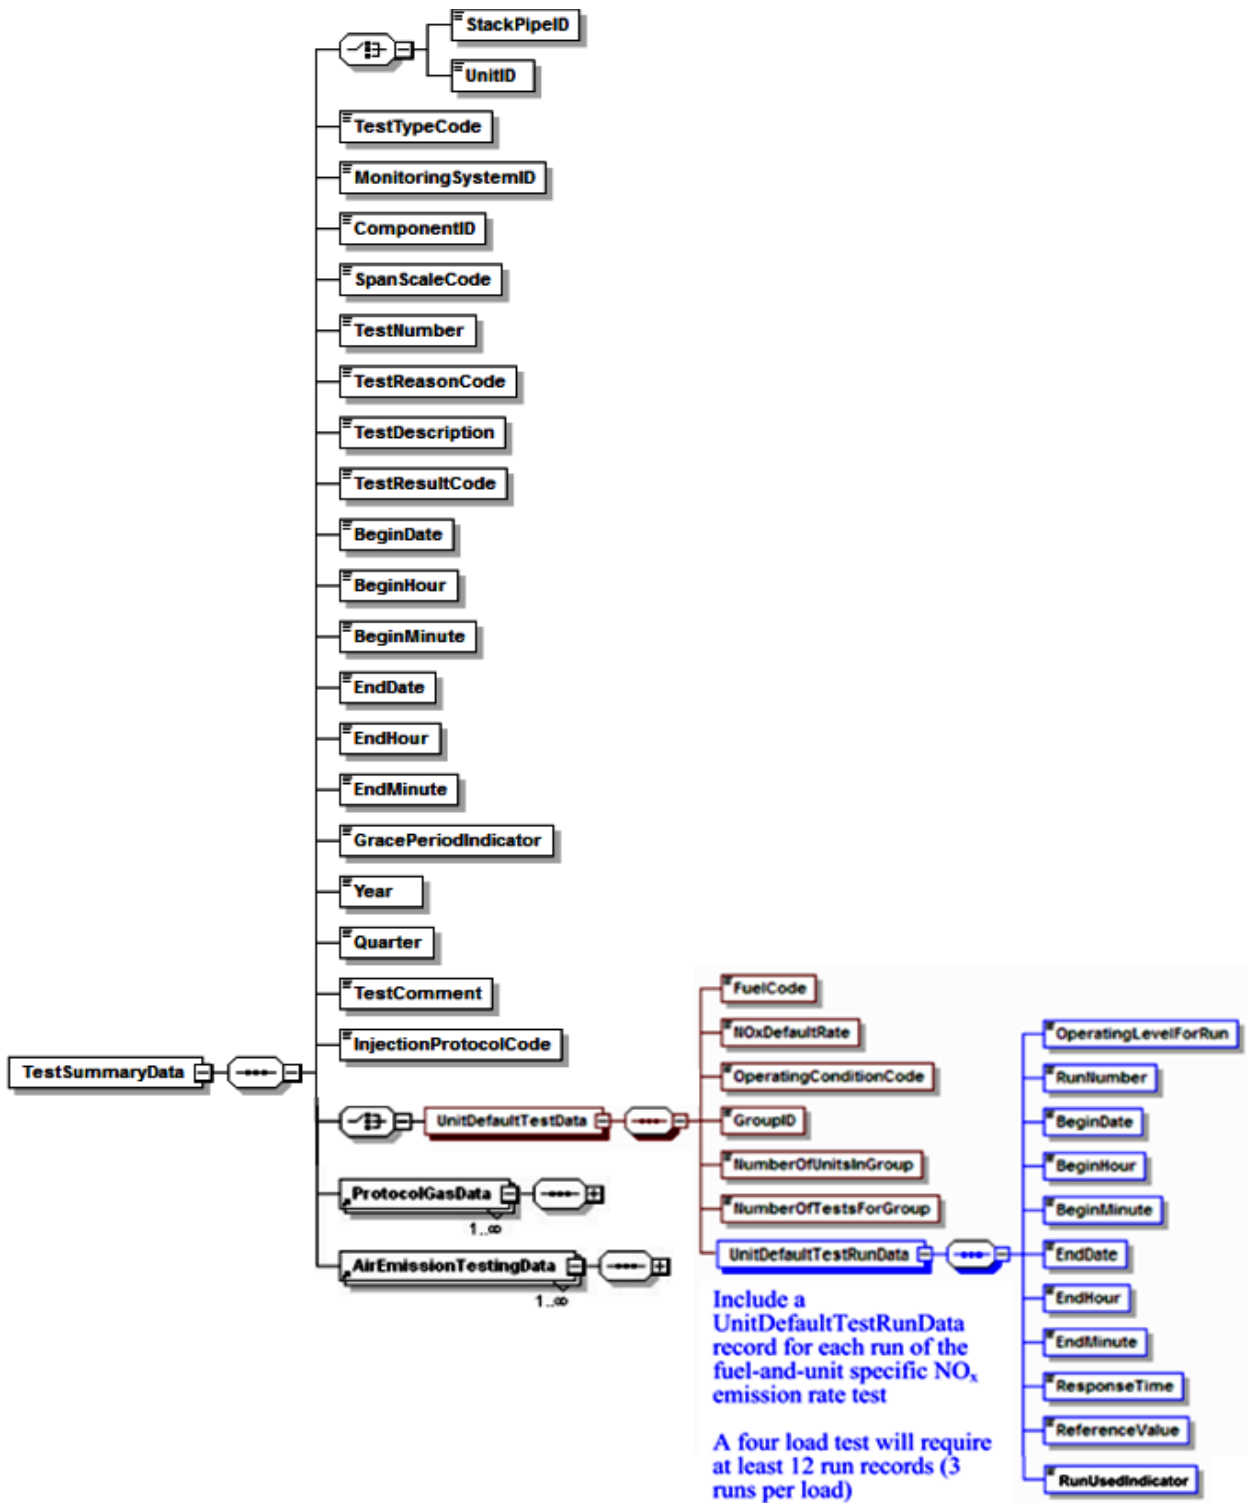 StackPipeID
UnitID
TestTypeCode
MonitoringSystemID
ComponentID
SpanScaleCode
TestNumber
TestReasonCode
TestDescription
TestResultCode
BeginDate
BeginHour
BeginMinute
EndDate
EndHour
EndMinute
GracePeriodIndicator
Year
Quarter
TestComment
InjectionProtocolCode
TestSummaryData
UnitDefaultTestData
ProtocolGasData
1..∞
AirEmissionTestingData
1..∞
FuelCode
NOxDefaultRate
OperatingConditionCode
GroupID
NumberOfUnitsInGroup
NumberOfTestsForGroup
UnitDefaultTestRunData
Include a
UnitDefaultTestRunData
record for each run of the
fuel-and-unit specific NOₓ
emission rate test
A four load test will require
at least 12 run records (3
runs per load)
OperatingLevelForRun
RunNumber
BeginDate
BeginHour
BeginMinute
EndDate
EndHour
EndMinute
ResponseTime
ReferenceValue
RunUsedIndicator